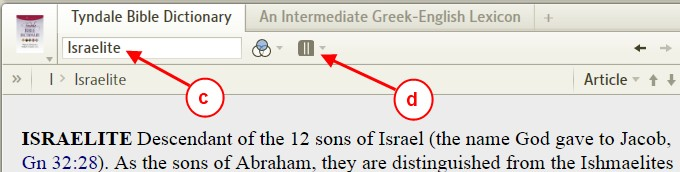 Tyndale Bible Dictionary An Intermediate Greek-English Lexicon +
Israelite
» I > Israelite Article
c d
ISRAELITE Descendant of the 12 sons of Israel (the name God gave to Jacob,
Gn 32:28). As the sons of Abraham, they are distinguished from the Ishmaelites